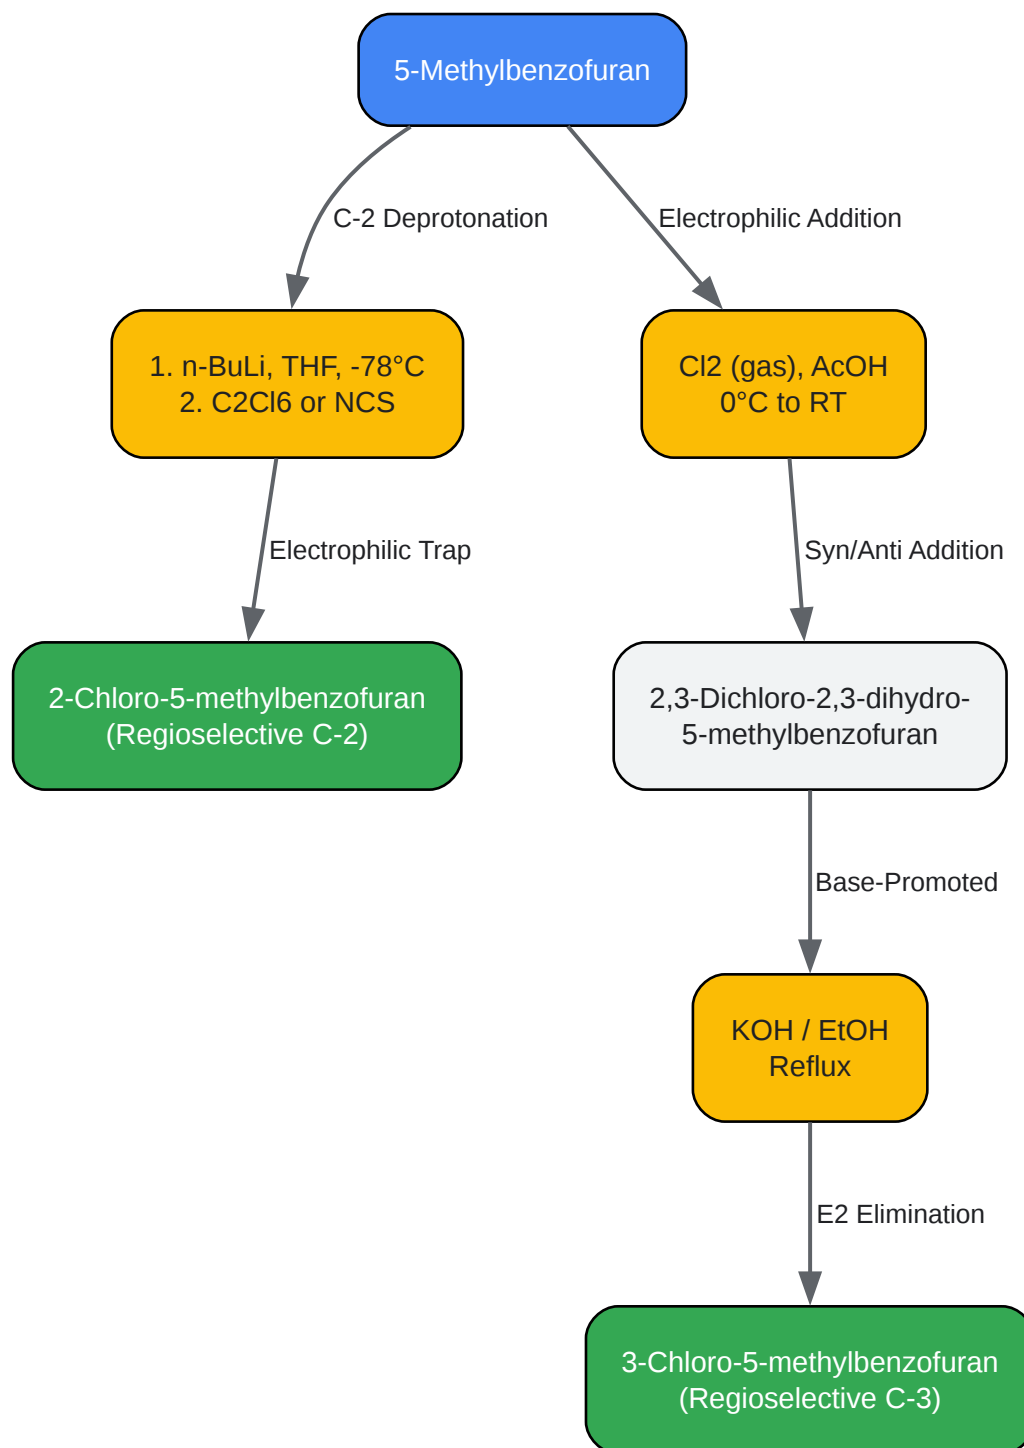 5-Methylbenzofuran
C-2 Deprotonation
Electrophilic Addition
1. n-BuLi, THF, -78°C
2. C2Cl6 or NCS
Cl2 (gas), AcOH
0°C to RT
Electrophilic Trap
Syn/Anti Addition
2-Chloro-5-methylbenzofuran
(Regioselective C-2)
2,3-Dichloro-2,3-dihydro-
5-methylbenzofuran
Base-Promoted
KOH / EtOH
Reflux
E2 Elimination
3-Chloro-5-methylbenzofuran
(Regioselective C-3)